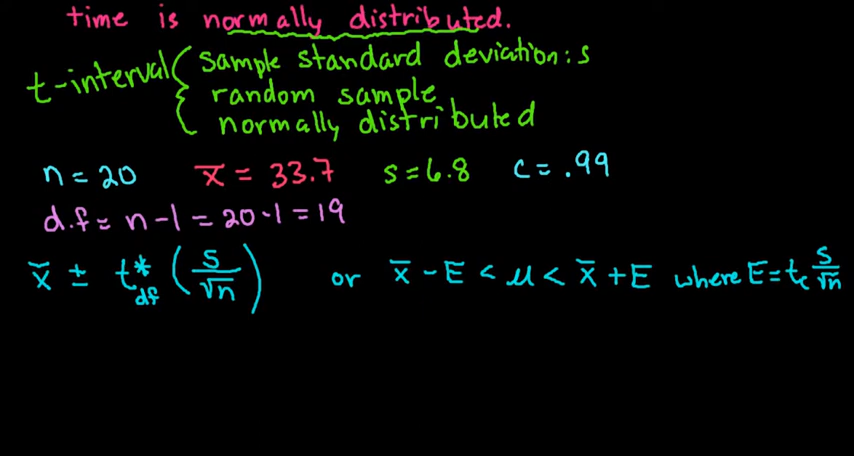 time is normally distributed.
t-interval { sample standard deviation: s
random sample
normally distributed
n = 20 x̄ = 33.7 s = 6.8 c = .99
d.f = n - 1 = 20 - 1 = 19
x̄ ± t*df (s/√n) or x̄ - E < μ < x̄ + E where E = tc s/√n